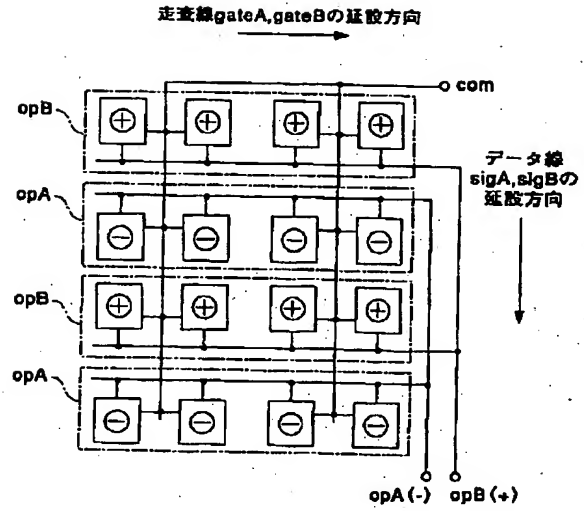 走査線gateA,gateBの延設方向
com
opB
データ線
sigA,sigBの
延設方向
opA
opB
opA
opA(-) opB(+)